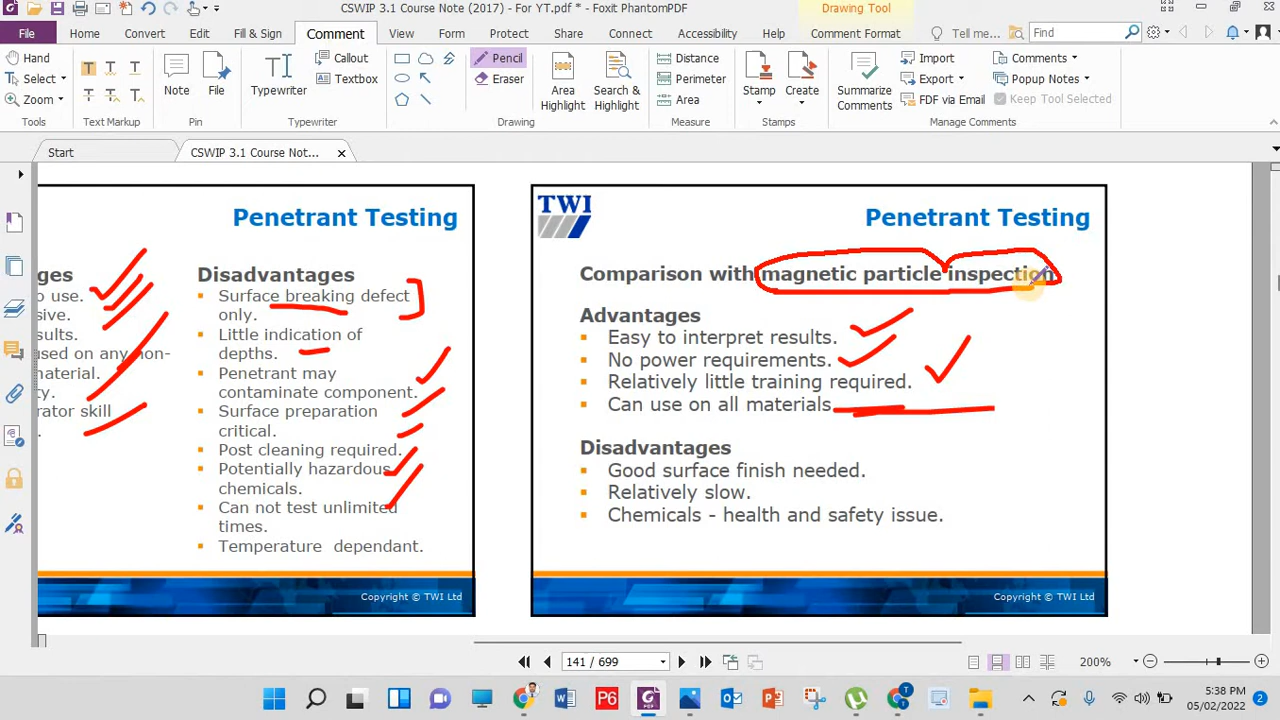 CSWIP 3.1 Course Note (2017) - For YT.* - Foxit PhantomPDF
Drawing Tool
File Home Convert Edit Fill & Sign Comment View Form Protect Share Connect Accessibility Help Comment Format Tell me... Find
Hand
Select
Zoom
Tools
Text Markup
Note
File
Pin
Typewriter
Callout
Textbox
Typewriter
Pencil
Eraser
Drawing
Area
Highlight
Search &
Highlight
Distance
Perimeter
Area
Measure
Stamp
Create
Stamps
Summarize
Comments
Import
Export
FDF via Email
Comments
Popup Notes
Keep Tool Selected
Manage Comments
Start
CSWIP 3.1 Course Not...
Penetrant Testing
ges
o use.
sive.
sults.
used on any non-
material.
ty.
rator skill
Disadvantages
Surface breaking defect
only.
Little indication of
depths.
Penetrant may
contaminate component.
Surface preparation
critical.
Post cleaning required.
Potentially hazardous
chemicals.
Can not test unlimited
times.
Temperature dependant.
Copyright © TWI Ltd
TWI
Penetrant Testing
Comparison with magnetic particle inspection.
Advantages
Easy to interpret results.
No power requirements.
Relatively little training required.
Can use on all materials
Disadvantages
Good surface finish needed.
Relatively slow.
Chemicals - health and safety issue.
Copyright © TWI Ltd
141 / 699
200%
P6
5:38 PM
05/02/2022
2